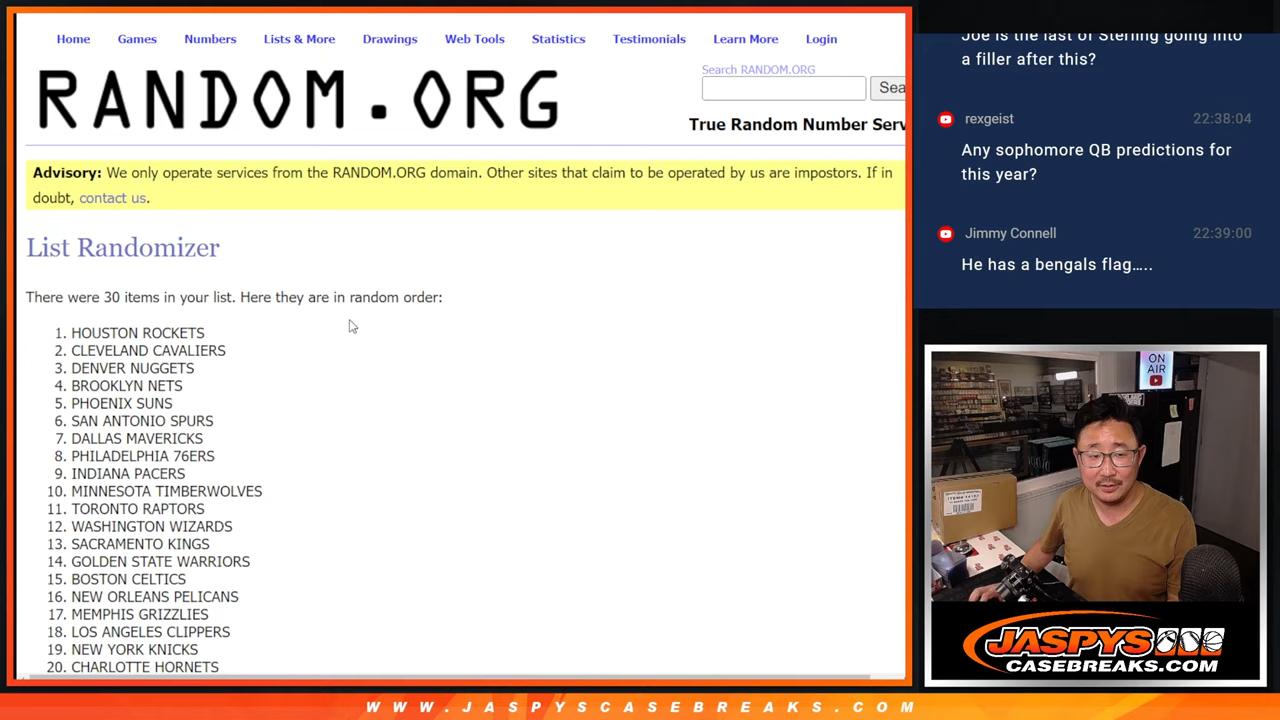 Home Games Numbers Lists & More Drawings Web Tools Statistics Testimonials Learn More Login
RANDOM.ORG
Search RANDOM.ORG
Sea
True Random Number Serv
Advisory: We only operate services from the RANDOM.ORG domain. Other sites that claim to be operated by us are impostors. If in
doubt, contact us.
List Randomizer
There were 30 items in your list. Here they are in random order:
1. HOUSTON ROCKETS
2. CLEVELAND CAVALIERS
3. DENVER NUGGETS
4. BROOKLYN NETS
5. PHOENIX SUNS
6. SAN ANTONIO SPURS
7. DALLAS MAVERICKS
8. PHILADELPHIA 76ERS
9. INDIANA PACERS
10. MINNESOTA TIMBERWOLVES
11. TORONTO RAPTORS
12. WASHINGTON WIZARDS
13. SACRAMENTO KINGS
14. GOLDEN STATE WARRIORS
15. BOSTON CELTICS
16. NEW ORLEANS PELICANS
17. MEMPHIS GRIZZLIES
18. LOS ANGELES CLIPPERS
19. NEW YORK KNICKS
20. CHARLOTTE HORNETS
Joe is the last of Sterling going into
a filler after this?
rexgeist 22:38:04
Any sophomore QB predictions for
this year?
Jimmy Connell 22:39:00
He has a bengals flag.....
ON
AIR
JASPYS
CASEBREAKS.COM
WWW.JASPYSCASEBREAKS.COM